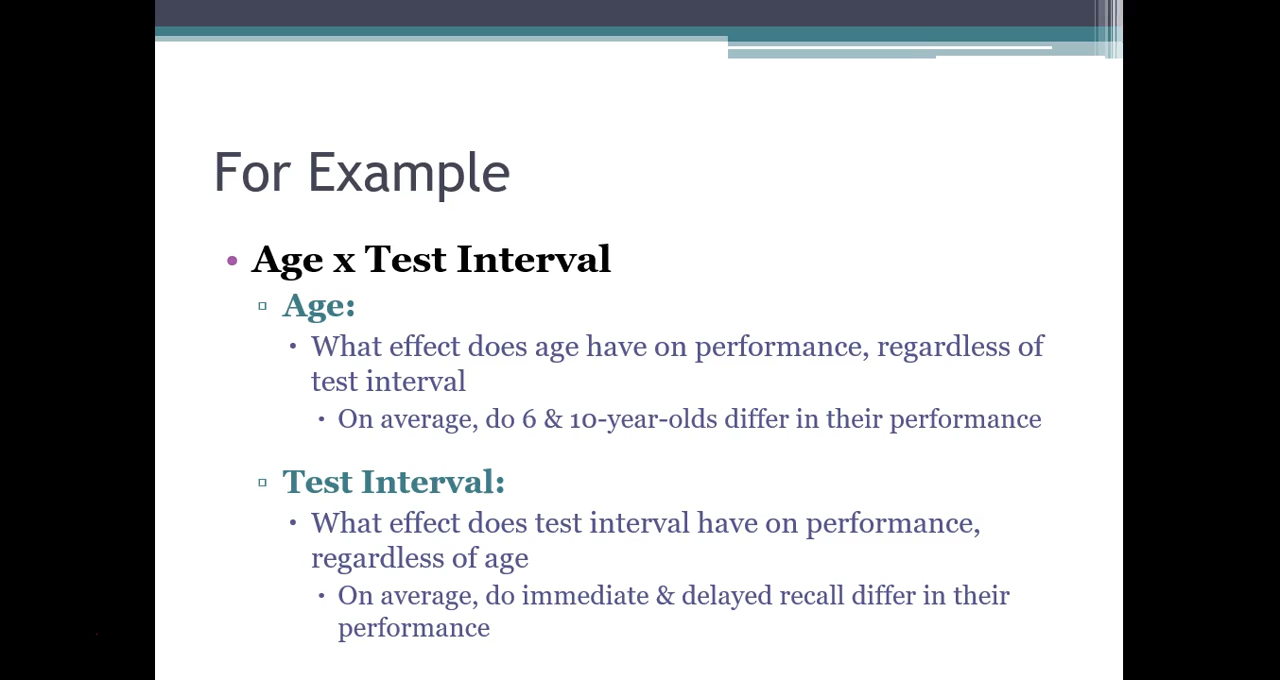 For Example
• Age x Test Interval
▫ Age:
• What effect does age have on performance, regardless of
test interval
• On average, do 6 & 10-year-olds differ in their performance
▫ Test Interval:
• What effect does test interval have on performance,
regardless of age
• On average, do immediate & delayed recall differ in their
performance